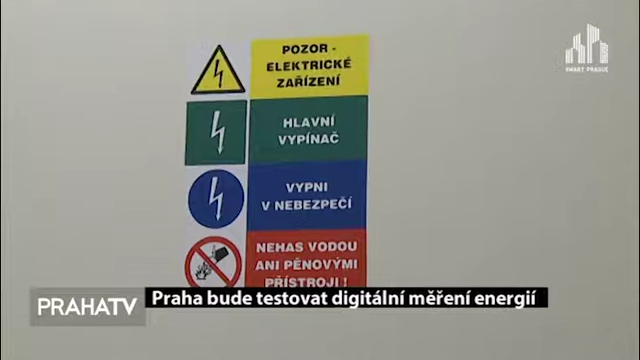 POZOR -
ELEKTRICKÉ
ZAŘÍZENÍ
HLAVNÍ
VYPÍNAČ
VYPNI
V NEBEZPEČÍ
NEHAS VODOU
ANI PĚNOVÝMI
PŘÍSTROJI !
SMART PRAGUE
PRAHATV
Praha bude testovat digitální měření energií